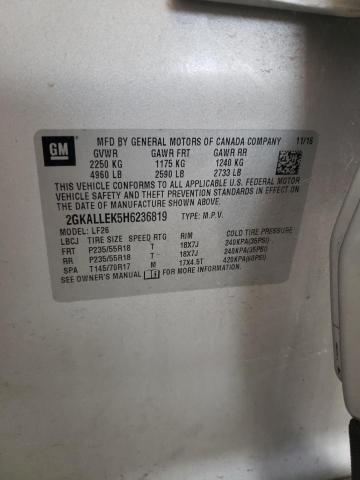 GM
MFD BY GENERAL MOTORS OF CANADA COMPANY 11/16
GVWR GAWR FRT GAWR RR
2250 KG 1175 KG 1240 KG
4960 LB 2590 LB 2733 LB
THIS VEHICLE CONFORMS TO ALL APPLICABLE U.S. FEDERAL MOTOR
VEHICLE SAFETY AND THEFT PREVENTION STANDARDS IN EFFECT ON
THE DATE OF MANUFACTURE SHOWN ABOVE.
2GKALLEK5H6236819 TYPE: M.P.V.
MODEL: LF26
LBCJ TIRE SIZE SPEED RTG RIM COLD TIRE PRESSURE
FRT P235/55R18 T 18X7J 240KPA(35PSI)
RR P235/55R18 T 18X7J 240KPA(35PSI)
SPA T145/70R17 M 17X4.5T 420KPA(60PSI)
SEE OWNER'S MANUAL FOR ADDITIONAL INFORMATION.